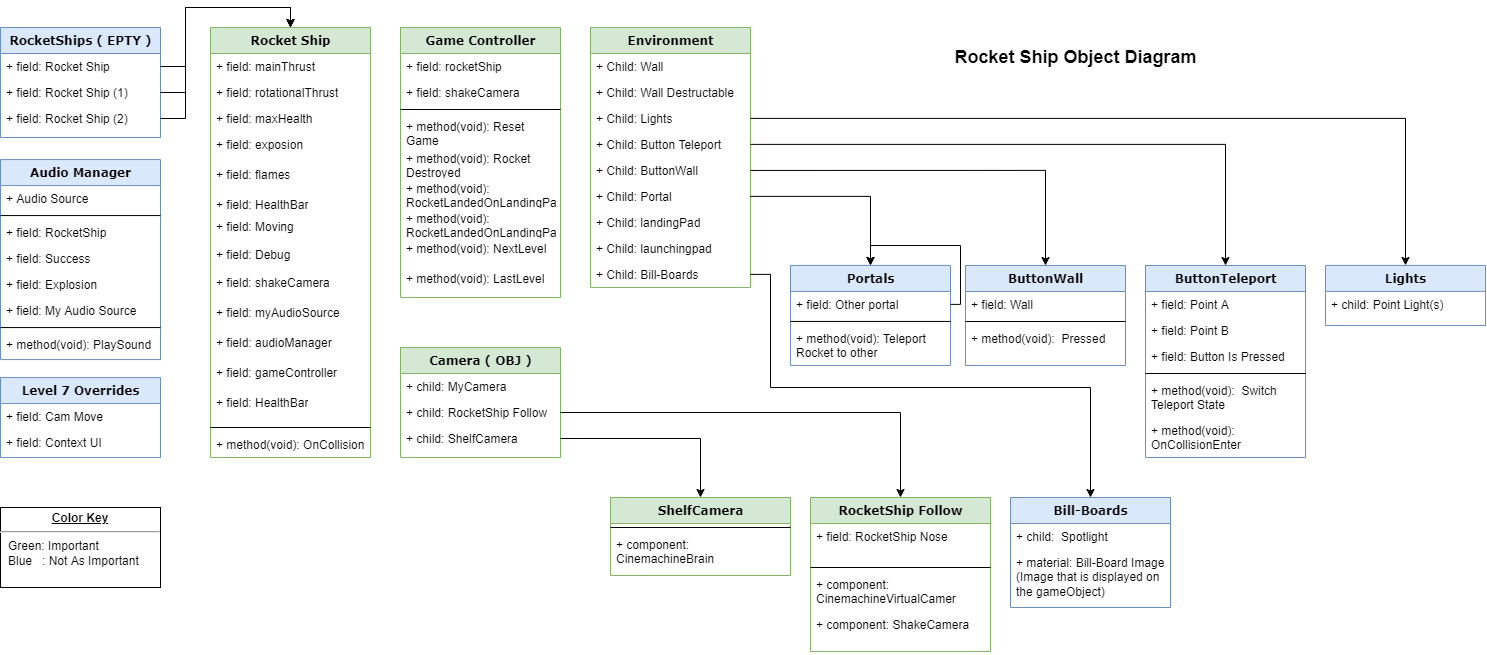 Rocket Ship Object Diagram
RocketShips ( EPTY )
+ field: Rocket Ship
+ field: Rocket Ship (1)
+ field: Rocket Ship (2)
Audio Manager
+ Audio Source
+ field: RocketShip
+ field: Success
+ field: Explosion
+ field: My Audio Source
+ method(void): PlaySound
Level 7 Overrides
+ field: Cam Move
+ field: Context UI
Color Key
Green: Important
Blue : Not As Important
Rocket Ship
+ field: mainThrust
+ field: rotationalThrust
+ field: maxHealth
+ field: exposion
+ field: flames
+ field: HealthBar
+ field: Moving
+ field: Debug
+ field: shakeCamera
+ field: myAudioSource
+ field: audioManager
+ field: gameController
+ field: HealthBar
+ method(void): OnCollision
Game Controller
+ field: rocketShip
+ field: shakeCamera
+ method(void): Reset
Game
+ method(void): Rocket
Destroyed
+ method(void):
RocketLandedOnLandingPa
+ method(void):
RocketLandedOnLandingPa
+ method(void): NextLevel
+ method(void): LastLevel
Camera ( OBJ )
+ child: MyCamera
+ child: RocketShip Follow
+ child: ShelfCamera
Environment
+ Child: Wall
+ Child: Wall Destructable
+ Child: Lights
+ Child: Button Teleport
+ Child: ButtonWall
+ Child: Portal
+ Child: landingPad
+ Child: launchingpad
+ Child: Bill-Boards
Portals
+ field: Other portal
+ method(void): Teleport
Rocket to other
ButtonWall
+ field: Wall
+ method(void): Pressed
ButtonTeleport
+ field: Point A
+ field: Point B
+ field: Button Is Pressed
+ method(void): Switch
Teleport State
+ method(void):
OnCollisionEnter
Lights
+ child: Point Light(s)
ShelfCamera
+ component:
CinemachineBrain
RocketShip Follow
+ field: RocketShip Nose
+ component:
CinemachineVirtualCamer
+ component: ShakeCamera
Bill-Boards
+ child: Spotlight
+ material: Bill-Board Image
(Image that is displayed on
the gameObject)